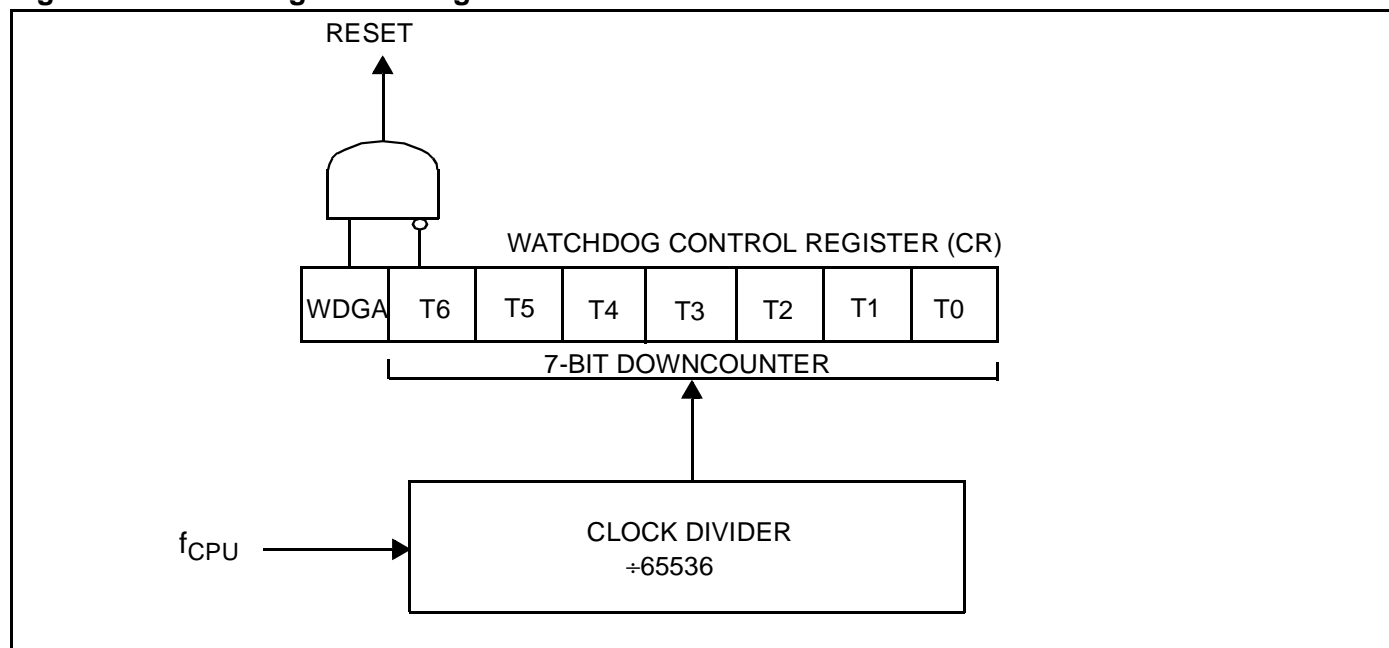 RESET
WATCHDOG CONTROL REGISTER (CR)
WDGA T6 T5 T4 T3 T2 T1 T0
7-BIT DOWNCOUNTER
fCPU
CLOCK DIVIDER
÷65536